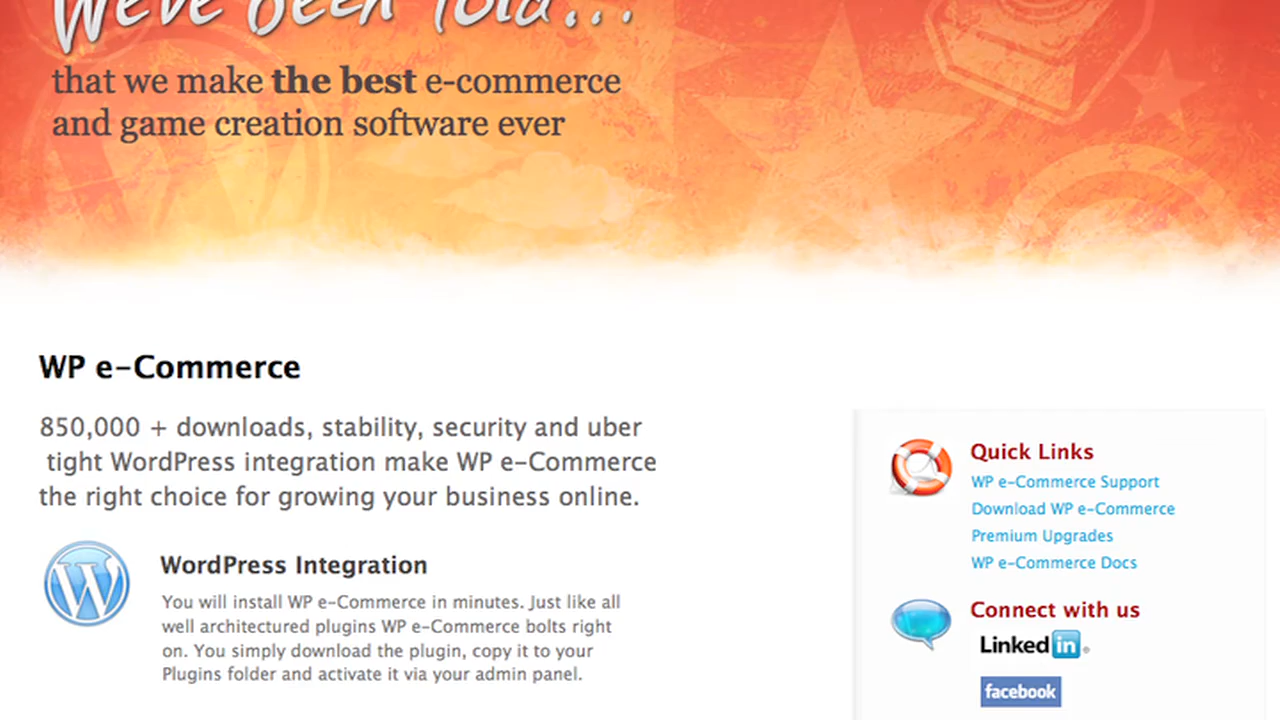 We've been told...
that we make the best e-commerce
and game creation software ever
WP e-Commerce
850,000 + downloads, stability, security and uber
tight WordPress integration make WP e-Commerce
the right choice for growing your business online.
WordPress Integration
You will install WP e-Commerce in minutes. Just like all
well architectured plugins WP e-Commerce bolts right
on. You simply download the plugin, copy it to your
Plugins folder and activate it via your admin panel.
Quick Links
WP e-Commerce Support
Download WP e-Commerce
Premium Upgrades
WP e-Commerce Docs
Connect with us
Linked in®
facebook